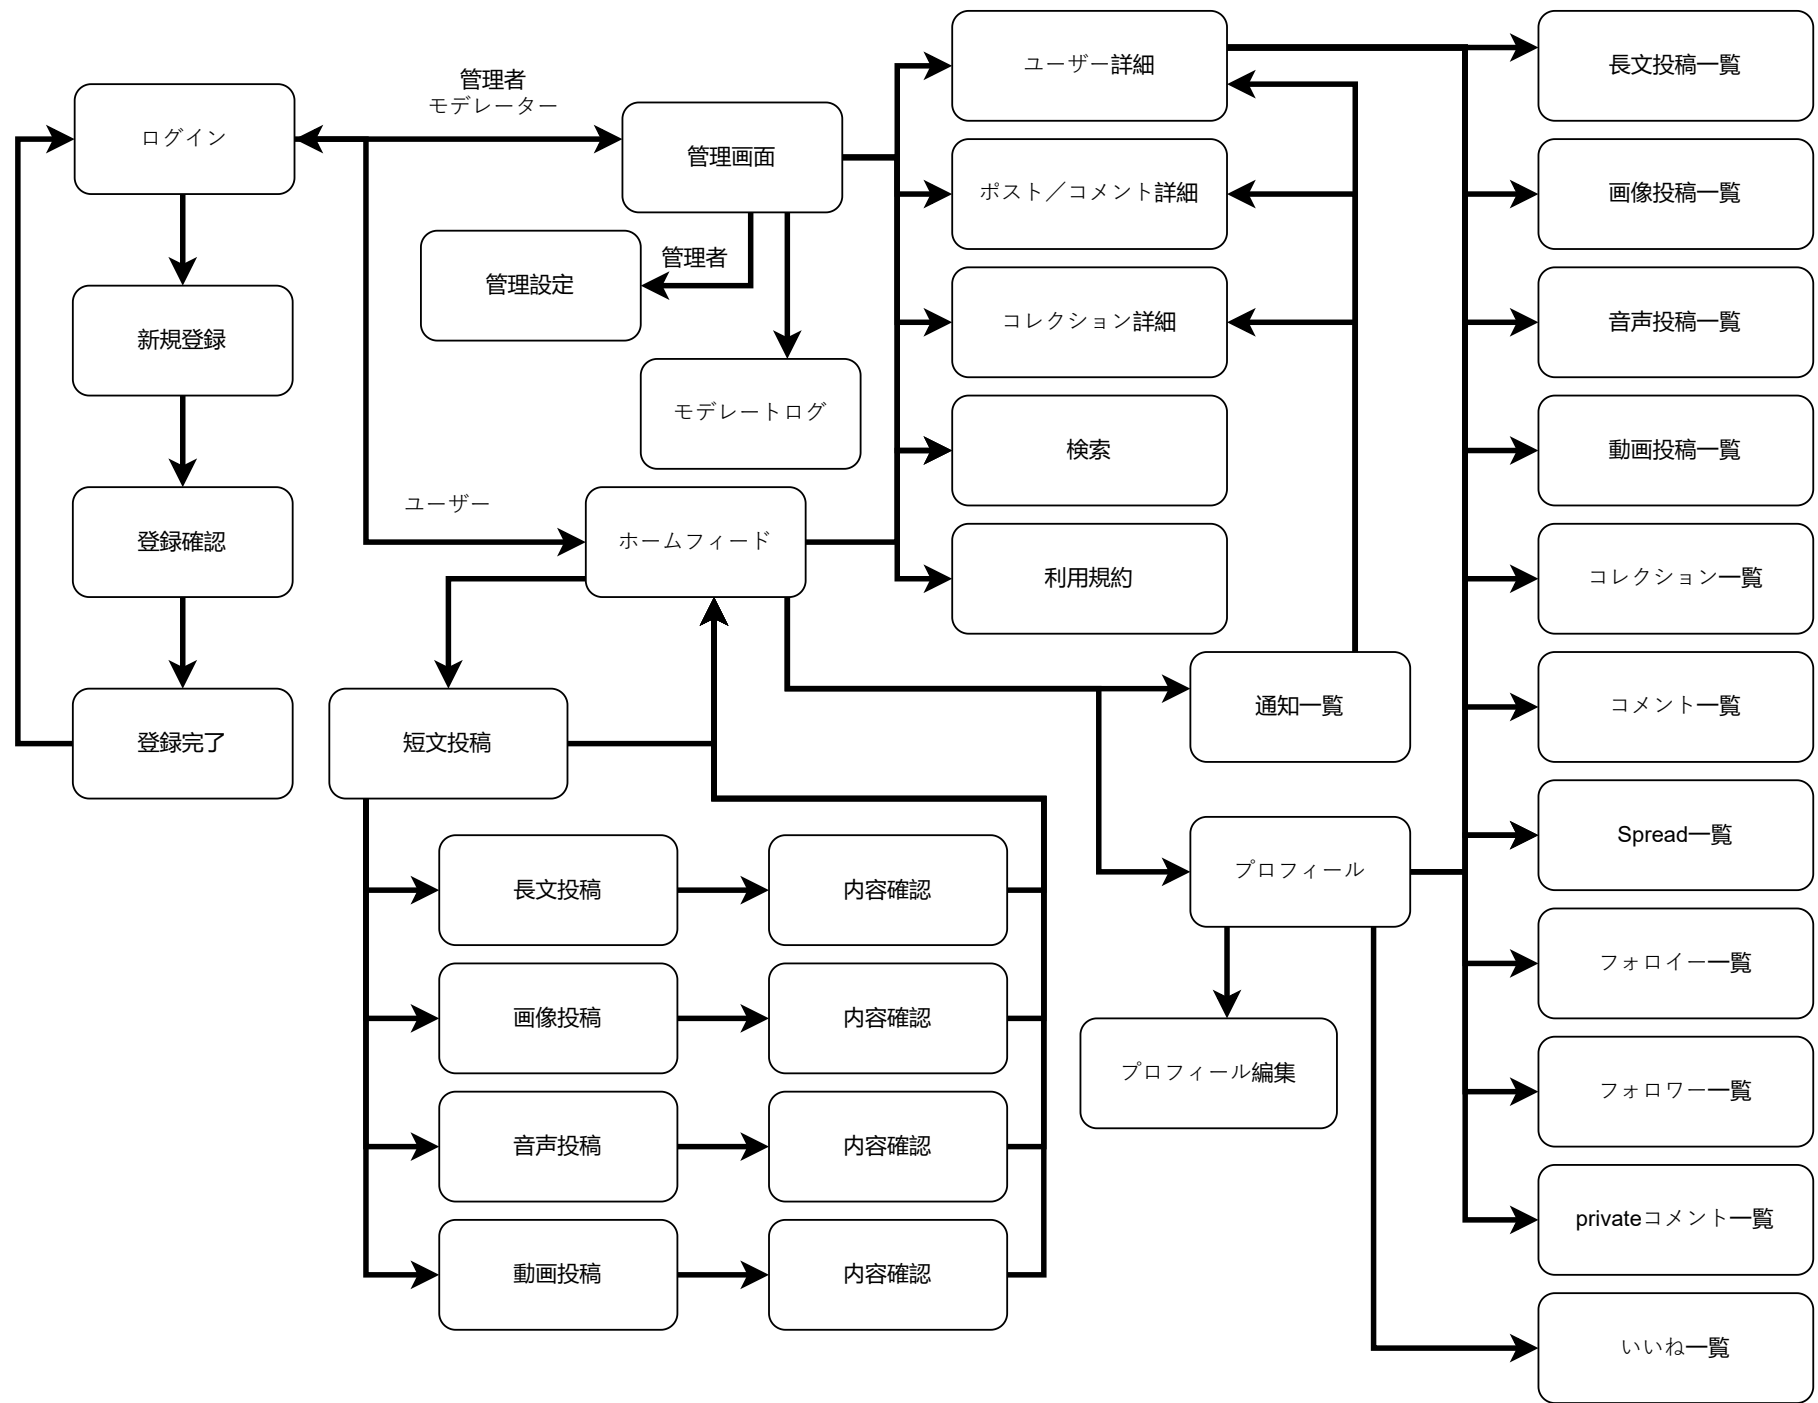 ログイン
新規登録
登録確認
登録完了
管理者
モデレーター
管理画面
管理者
管理設定
モデレートログ
ユーザー
ホームフィード
短文投稿
長文投稿
内容確認
画像投稿
内容確認
音声投稿
内容確認
動画投稿
内容確認
ユーザー詳細
ポスト／コメント詳細
コレクション詳細
検索
利用規約
通知一覧
プロフィール
プロフィール編集
長文投稿一覧
画像投稿一覧
音声投稿一覧
動画投稿一覧
コレクション一覧
コメント一覧
Spread一覧
フォロイー一覧
フォロワー一覧
privateコメント一覧
いいね一覧